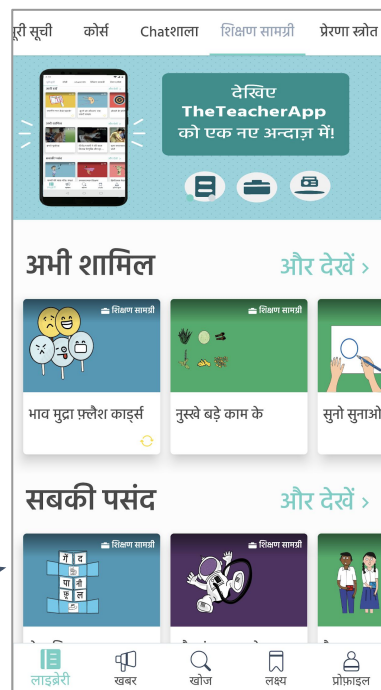 पूरी सूची कोर्स Chatशाला शिक्षण सामग्री प्रेरणा स्त्रोत
देखिए
TheTeacherApp
को एक नए अन्दाज़ में!
अभी शामिल और देखें >
शिक्षण सामग्री शिक्षण सामग्री
भाव मुद्रा फ़्लैश कार्ड्स नुस्खे बड़े काम के सुनो सुनाओ
सबकी पसंद और देखें >
शिक्षण सामग्री शिक्षण सामग्री
गें द
पा नी
फू ल
लाइब्रेरी खबर खोज लक्ष्य प्रोफ़ाइल